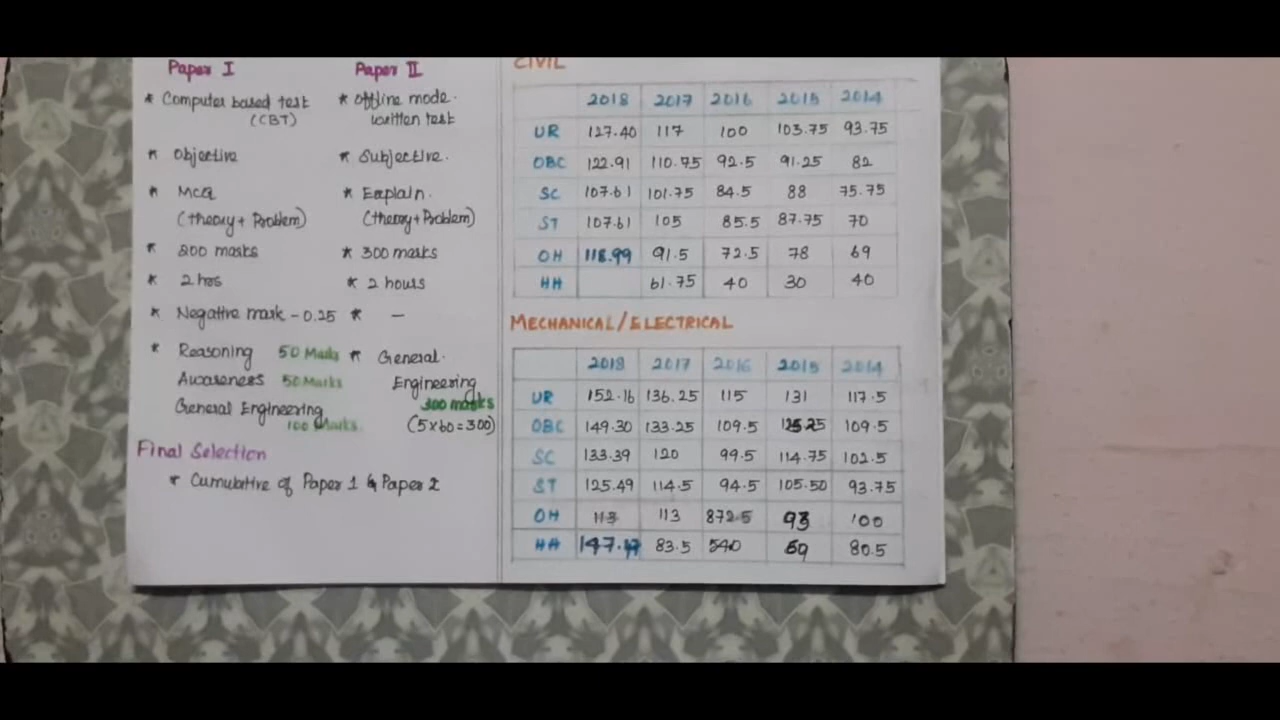 Paper I Paper II
* Computer based test * Offline mode.
(CBT) written test
* Objective * Subjective.
* MCQ * Explain.
(theory + Problem) (theory + Problem)
* 200 marks * 300 marks
* 2 hrs * 2 hours
* Negative mark - 0.25 * -
* Reasoning 50 Marks * General.
Awareness 50 Marks Engineering
General Engineering 300 marks
100 Marks. (5x60=300)
Final Selection
* Cumulative of Paper 1 & Paper 2
CIVIL
2018 2017 2016 2015 2014
UR 127.40 117 100 103.75 93.75
OBC 122.91 110.75 92.5 91.25 82
SC 107.61 101.75 84.5 88 75.75
ST 107.61 105 85.5 87.75 70
OH 118.99 91.5 72.5 78 69
HH 61.75 40 30 40
MECHANICAL/ELECTRICAL
2018 2017 2016 2015 2014
UR 152.16 136.25 115 131 117.5
OBC 149.30 133.25 109.5 109.5
SC 133.39 120 99.5 114.75 102.5
ST 125.49 114.5 94.5 105.50 93.75
OH 113 93 100
HH 83.5 69 80.5